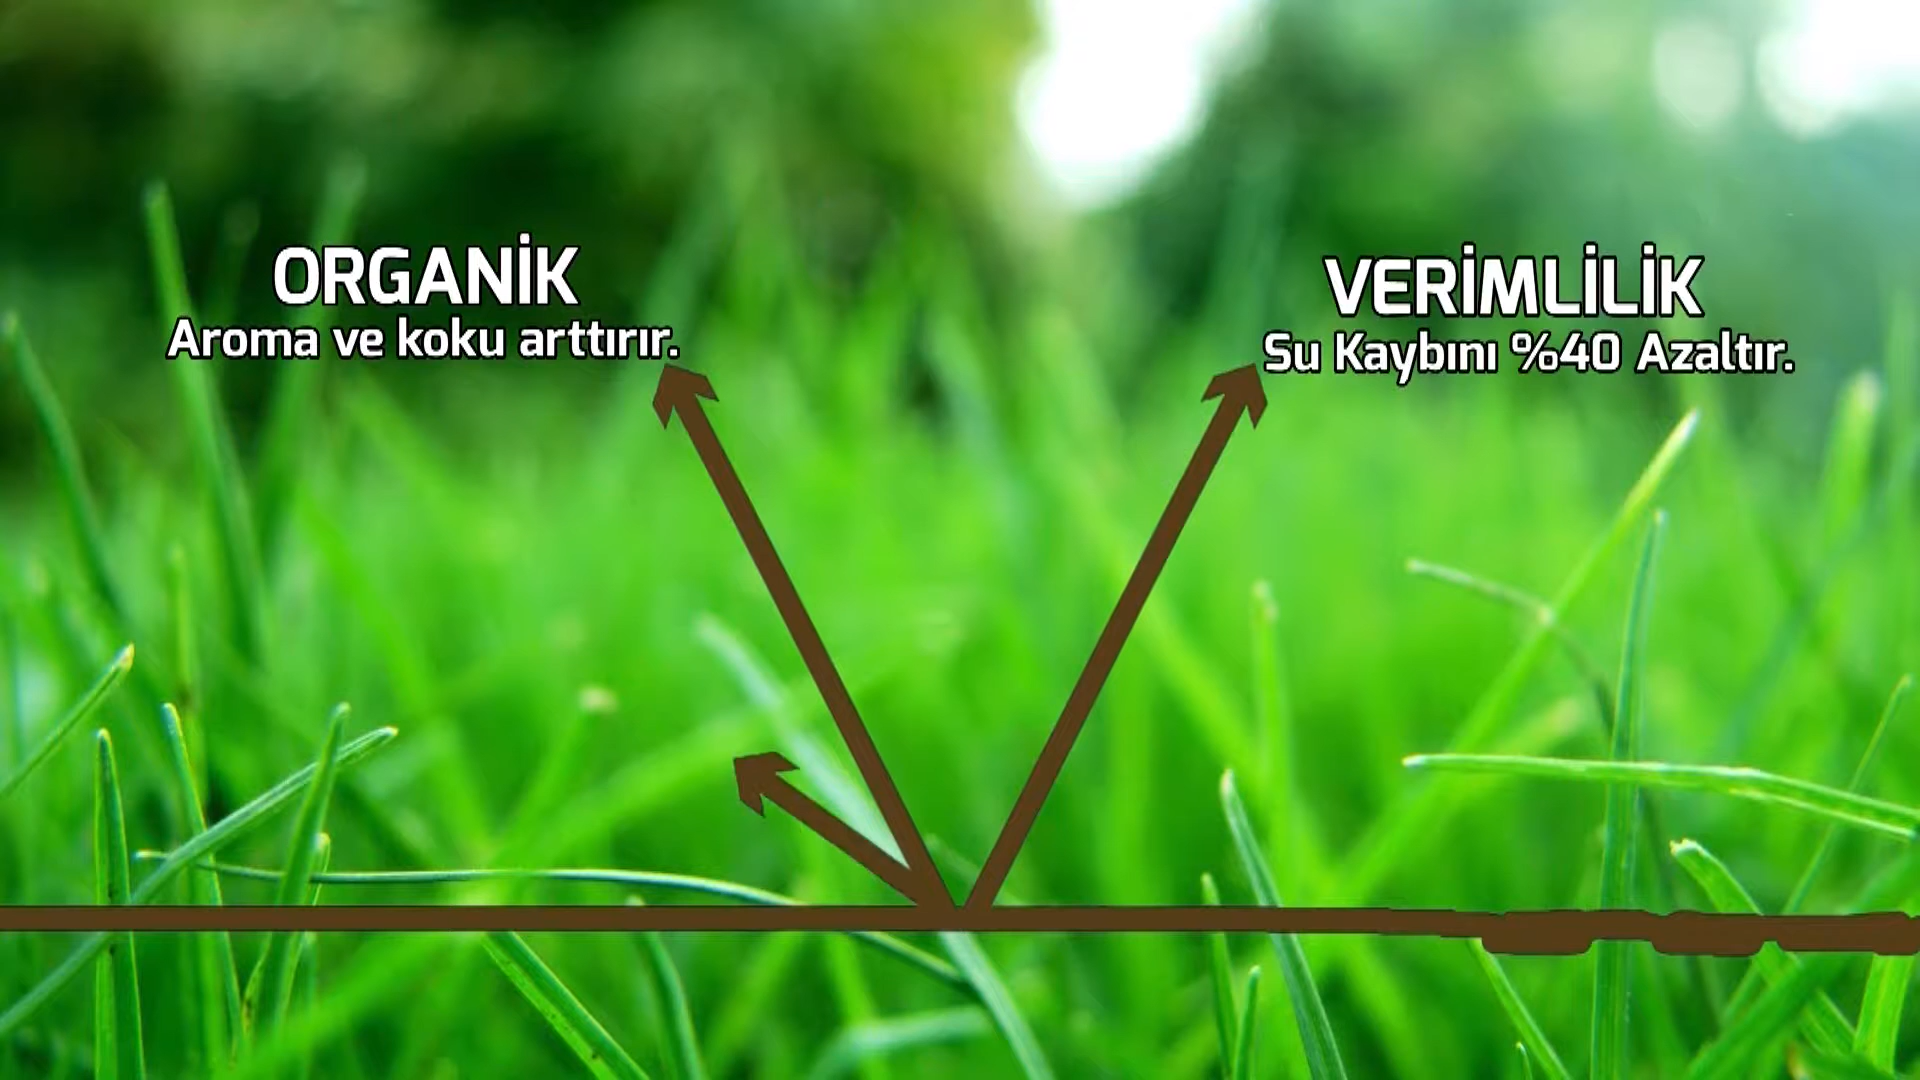 ORGANİK
Aroma ve koku arttırır.
VERİMLİLİK
Su Kaybını %40 Azaltır.